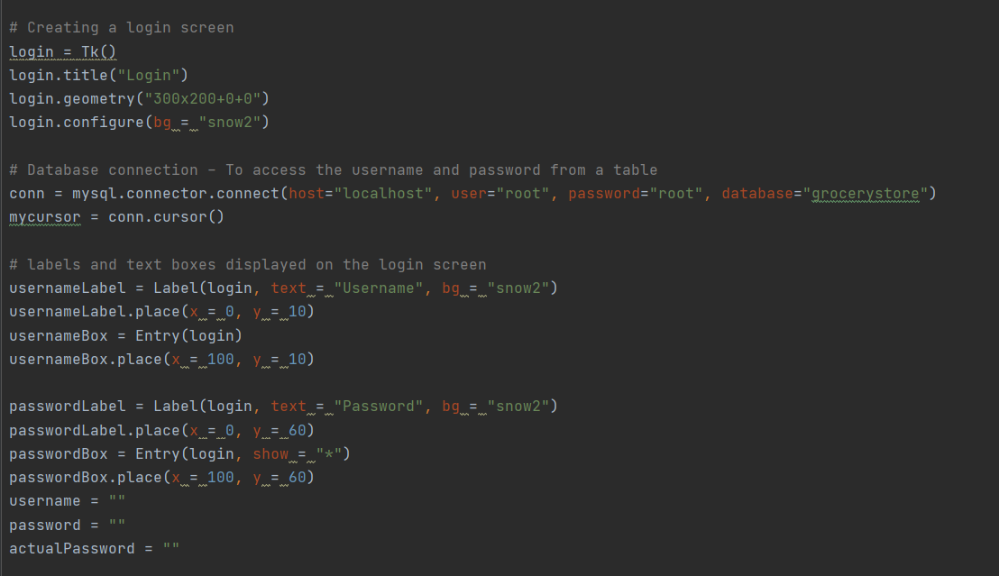 # Creating a login screen
login = Tk()
login.title("Login")
login.geometry("300x200+0+0")
login.configure(bg = "snow2")
# Database connection - To access the username and password from a table
conn = mysql.connector.connect(host="localhost", user="root", password="root", database="grocerystore")
mycursor = conn.cursor()
# labels and text boxes displayed on the login screen
usernameLabel = Label(login, text = "Username", bg = "snow2")
usernameLabel.place(x = 0, y = 10)
usernameBox = Entry(login)
usernameBox.place(x = 100, y = 10)
passwordLabel = Label(login, text = "Password", bg = "snow2")
passwordLabel.place(x = 0, y = 60)
passwordBox = Entry(login, show = "*")
passwordBox.place(x = 100, y = 60)
username = ""
password = ""
actualPassword = ""